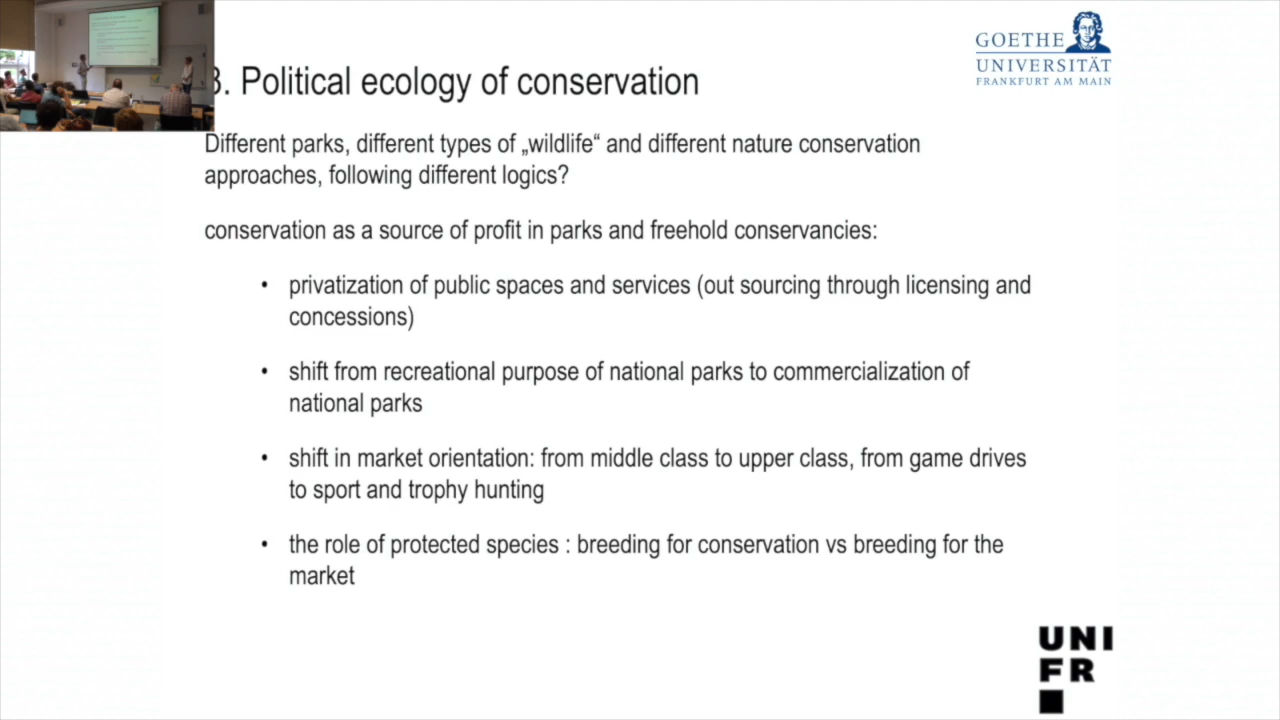 3. Political ecology of conservation
GOETHE
UNIVERSITÄT
FRANKFURT AM MAIN
Different parks, different types of „wildlife“ and different nature conservation
approaches, following different logics?
conservation as a source of profit in parks and freehold conservancies:
• privatization of public spaces and services (out sourcing through licensing and
concessions)
• shift from recreational purpose of national parks to commercialization of
national parks
• shift in market orientation: from middle class to upper class, from game drives
to sport and trophy hunting
• the role of protected species : breeding for conservation vs breeding for the
market
UNI
FR